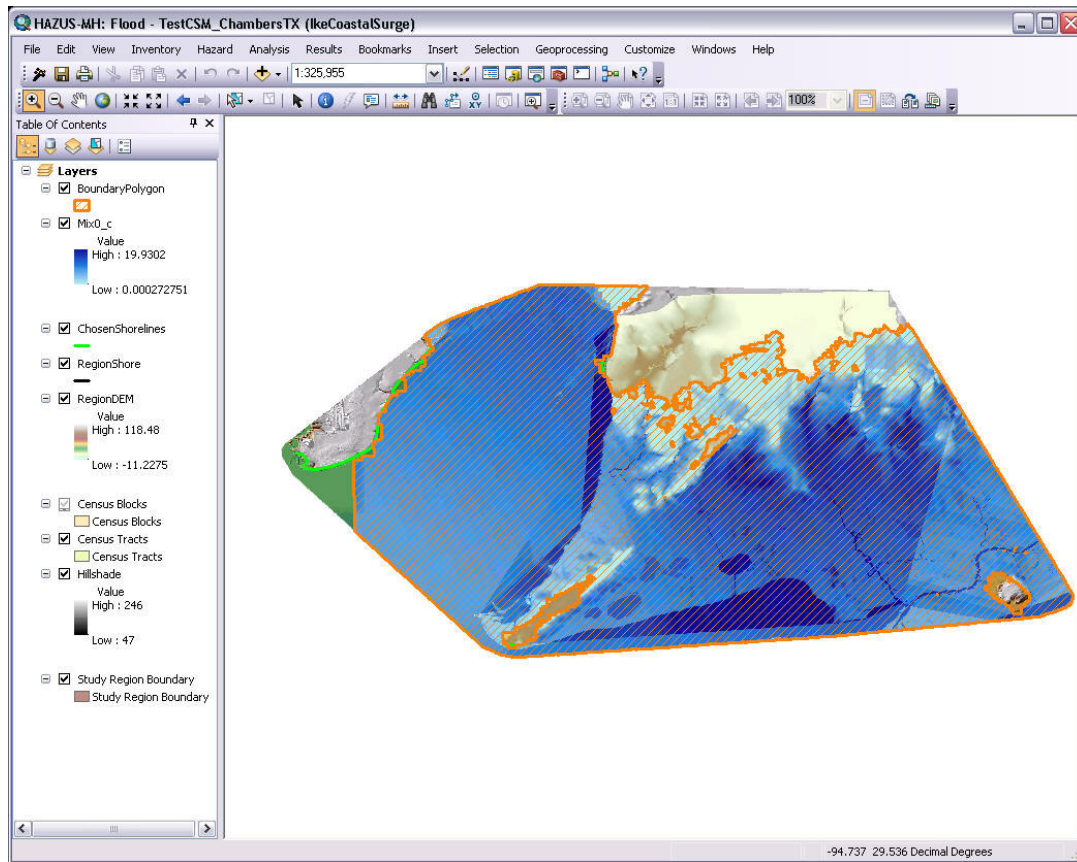 HAZUS-MH: Flood - TestCSM_ChambersTX (IkeCoastalSurge)
File Edit View Inventory Hazard Analysis Results Bookmarks Insert Selection Geoprocessing Customize Windows Help
1:325,955
XY 100%
Table Of Contents
Layers
BoundaryPolygon
Mix0_c
Value
High : 19.9302
Low : 0.000272751
ChosenShorelines
RegionShore
RegionDEM
Value
High : 118.48
Low : -11.2275
Census Blocks
Census Blocks
Census Tracts
Census Tracts
Hillshade
Value
High : 246
Low : 47
Study Region Boundary
Study Region Boundary
-94.737 29.536 Decimal Degrees